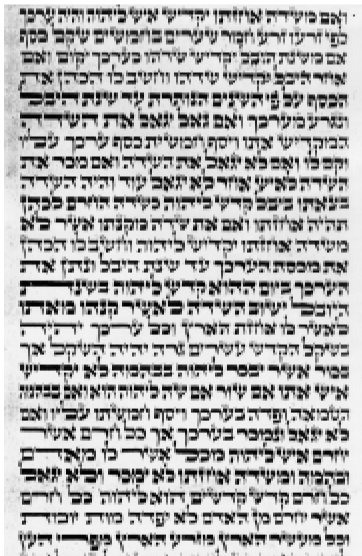 ואם משדה אחזתו יקדיש איש ליהוה והיה ערכך
לפי זרעו זרע חמר שערים בחמשים שקל כסף
אם משנת היבל יקדיש שדהו כערכך יקום ואם
אחר היבל יקדיש שדהו וחשב לו הכהן את
הכסף על פי השנים הנותרת עד שנת היבל
ונגרע מערכך ואם גאל יגאל את השדה
המקדיש אתו ויסף חמשית כסף ערכך עליו
וקם לו ואם לא יגאל את השדה ואם מכר את
השדה לאיש אחר לא יגאל עוד והיה השדה
בצאתו ביבל קדש ליהוה כשדה החרם לכהן
תהיה אחזתו ואם את שדה מקנתו אשר לא
משדה אחזתו יקדיש ליהוה וחשב לו הכהן
את מכסת הערכך עד שנת היבל ונתן את
הערכך ביום ההוא קדש ליהוה בשנת
היובל ישוב השדה לאשר קנהו מאתו
לאשר לו אחזת הארץ וכל ערכך יהיה
בשקל הקדש עשרים גרה יהיה השקל אך
בכור אשר יבכר ליהוה בבהמה לא יקדיש
איש אתו אם שור אם שה ליהוה הוא ואם בבהמה
הטמאה ופדה בערכך ויסף חמשתו עליו ואם
לא יגאל ונמכר בערכך אך כל חרם אשר
יחרם איש ליהוה מכל אשר לו מאדם
ובהמה ומשדה אחזתו לא ימכר ולא יגאל
כל חרם קדש קדשים הוא ליהוה כל חרם
אשר יחרם מן האדם לא יפדה מות יומת
וכל מעשר הארץ מזרע הארץ מפרי העץ